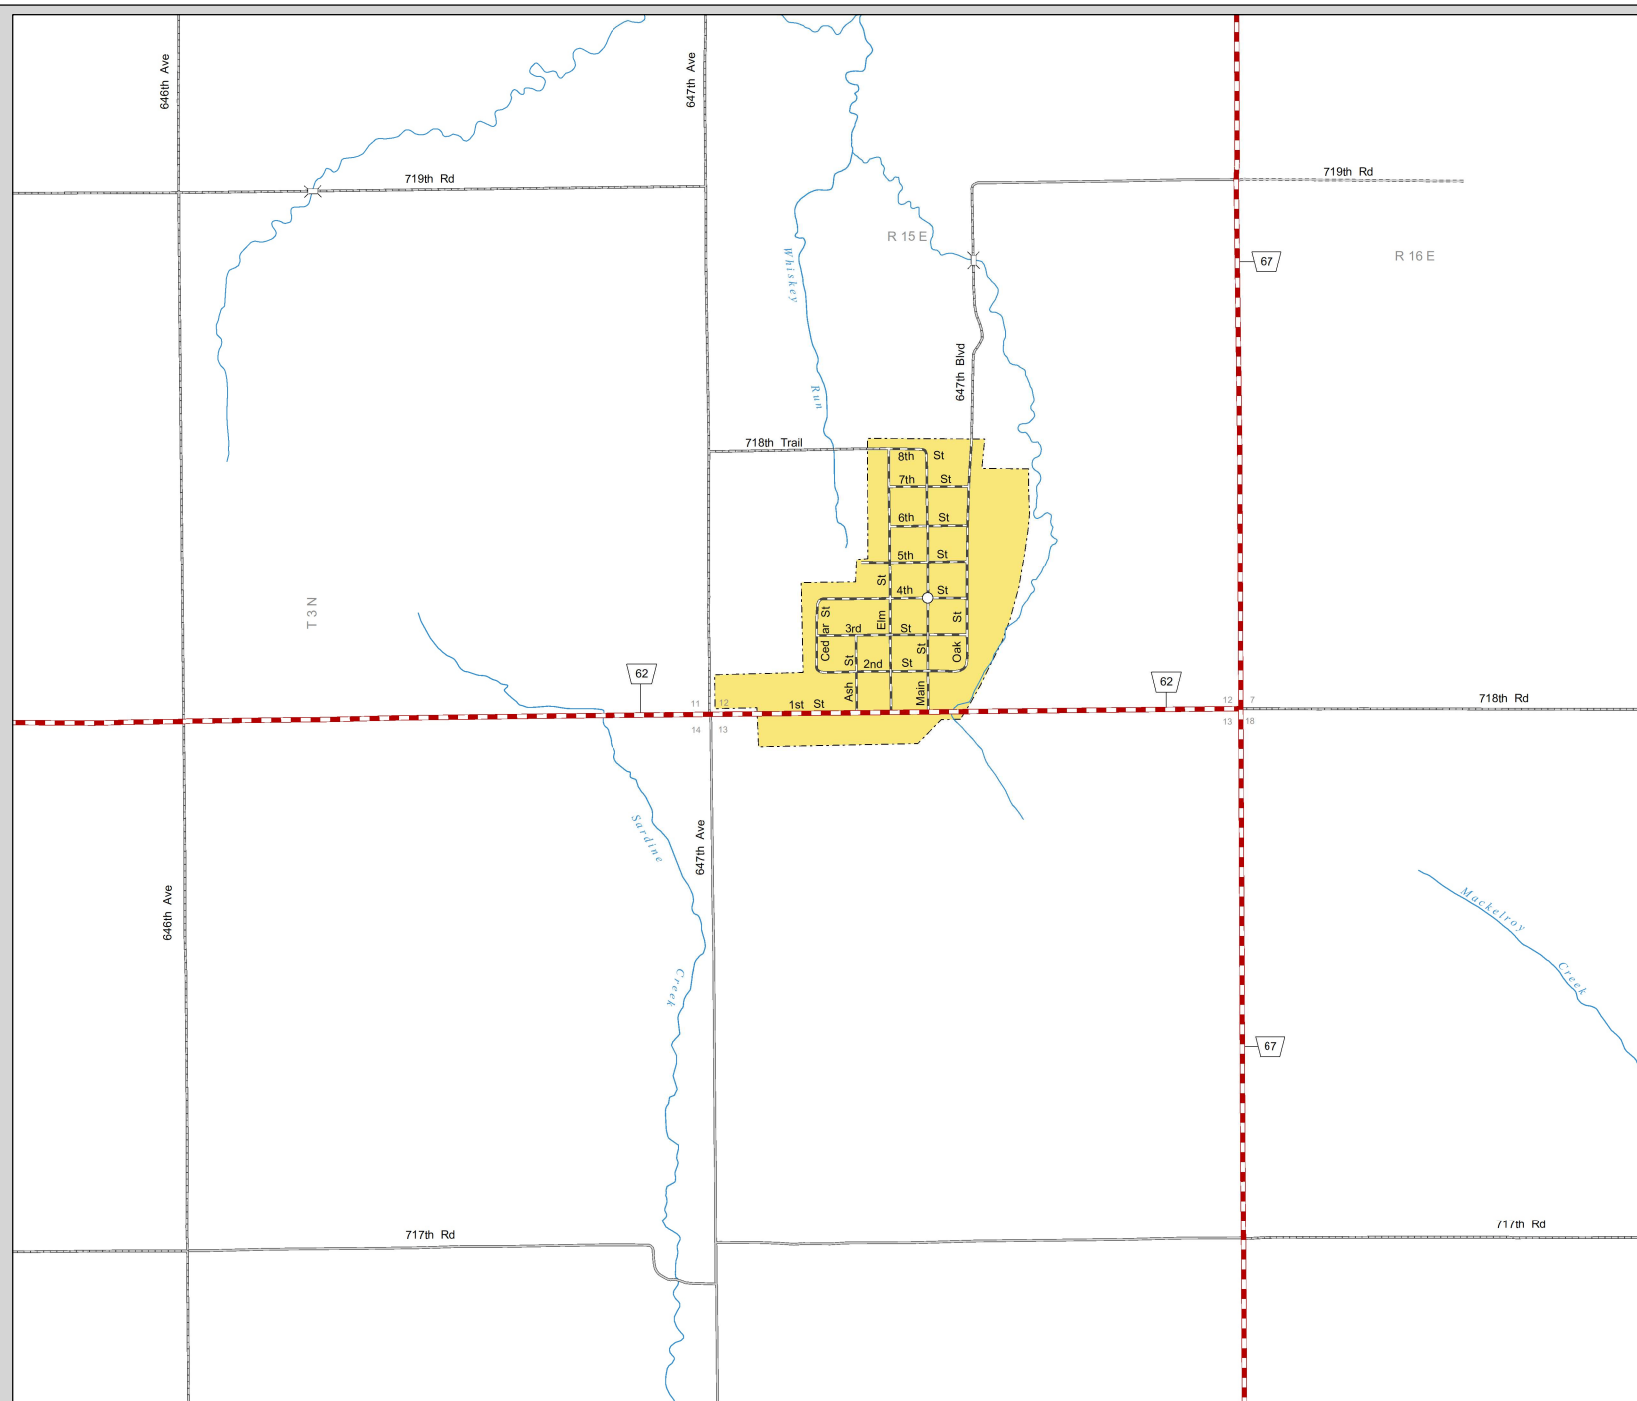 646th Ave
647th Ave
719th Rd
719th Rd
R 15 E
R 16 E
67
Whiskey
Run
647th Blvd
718th Trail
8th St
7th St
6th St
5th St
4th St
3rd St
2nd St
1st St
Cedar St
Ash St
Elm St
Main St
Oak St
T 3 N
62
62
11 12
14 13
12 7
13 18
718th Rd
Sardine
Creek
647th Ave
646th Ave
Mackelroy
Creek
67
717th Rd
717th Rd